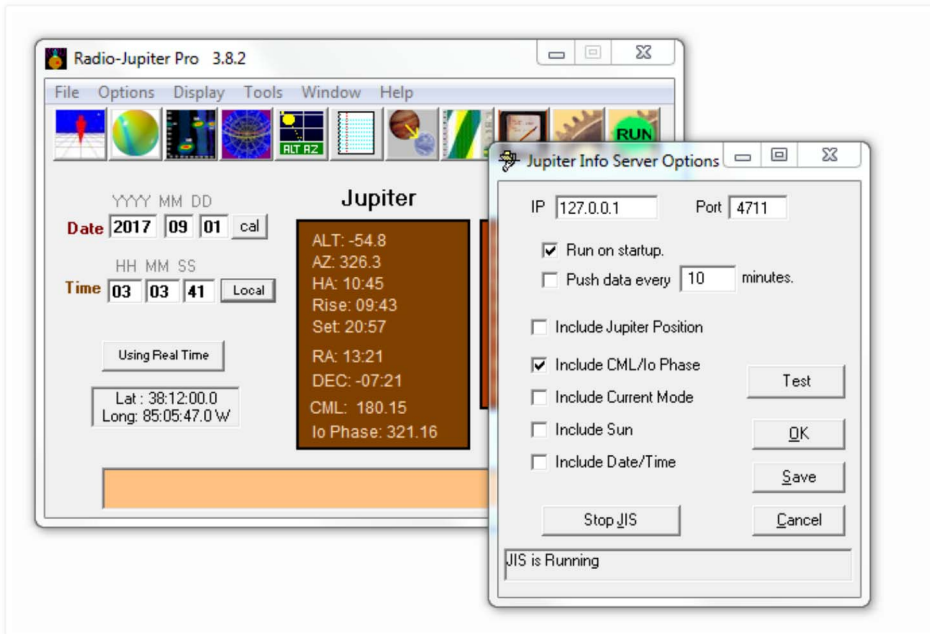 Radio-Jupiter Pro 3.8.2
File Options Display Tools Window Help
ALT AZ
RUN
YYYY MM DD
Date 2017 09 01 cal
HH MM SS
Time 03 03 41 Local
Using Real Time
Lat : 38:12:00.0
Long: 85:05:47.0 W
Jupiter
ALT: -54.8
AZ: 326.3
HA: 10:45
Rise: 09:43
Set: 20:57
RA: 13:21
DEC: -07:21
CML: 180.15
Io Phase: 321.16
Jupiter Info Server Options
IP 127.0.0.1 Port 4711
Run on startup.
Push data every 10 minutes.
Include Jupiter Position
Include CML/Io Phase
Include Current Mode
Include Sun
Include Date/Time
Test
OK
Save
Stop JIS Cancel
JIS is Running